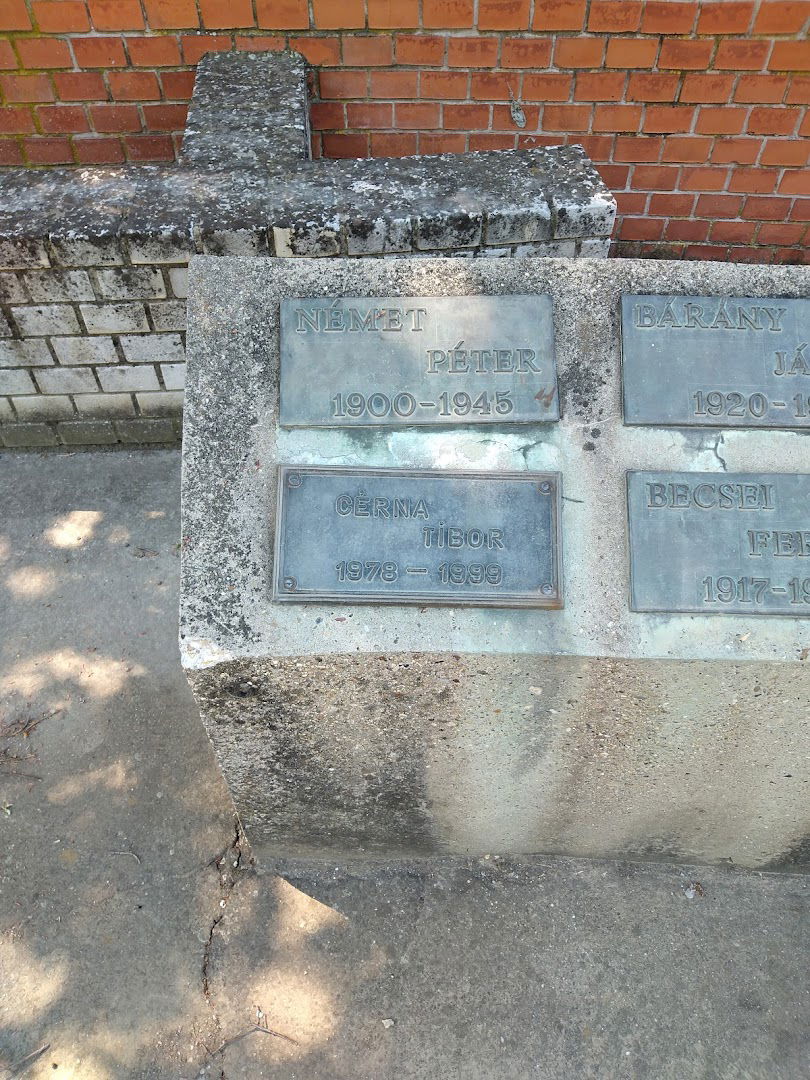 NÉMET
PÉTER
1900-1945
BÁRÁNY
1920-
CÉRNA
TIBOR
1978-1999
BECSEI
1917-